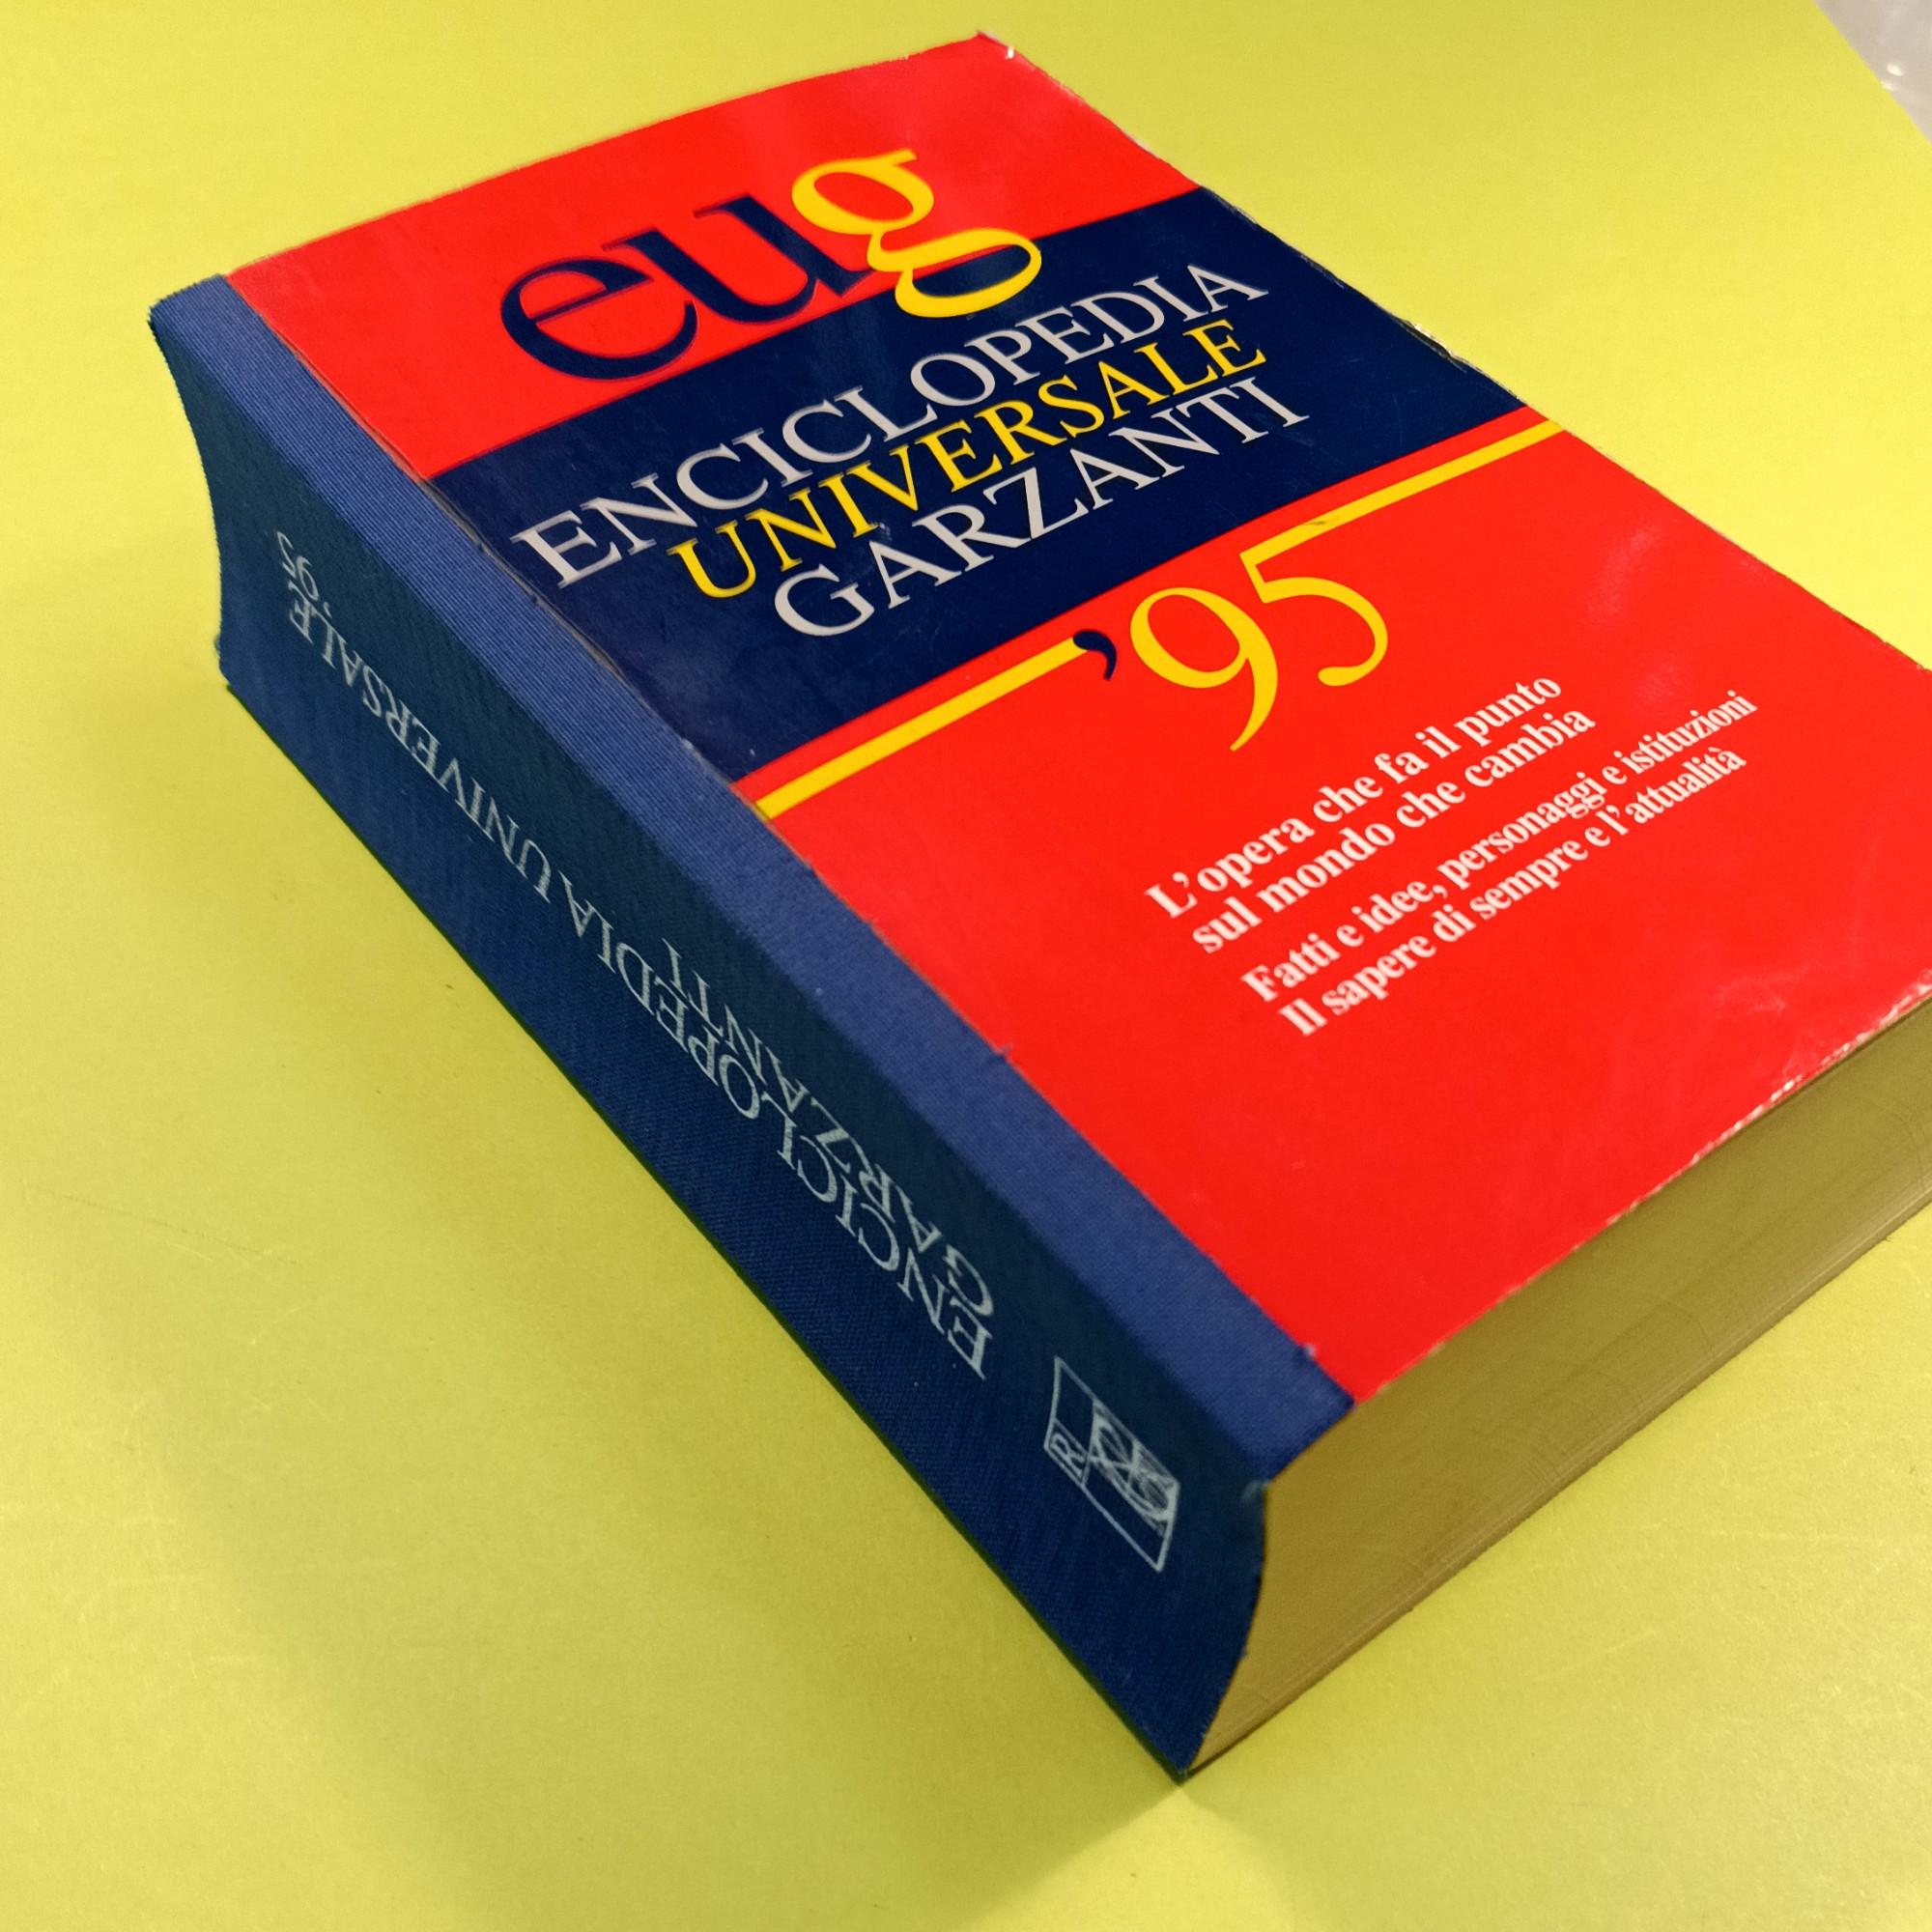 eug
ENCICLOPEDIA
UNIVERSALE
GARZANTI
’95
L’opera che fa il punto
sul mondo che cambia
Fatti e idee, personaggi e istituzioni
Il sapere di sempre e l’attualità
ENCICLOPEDIA UNIVERSALE ’95
GARZANTI
R